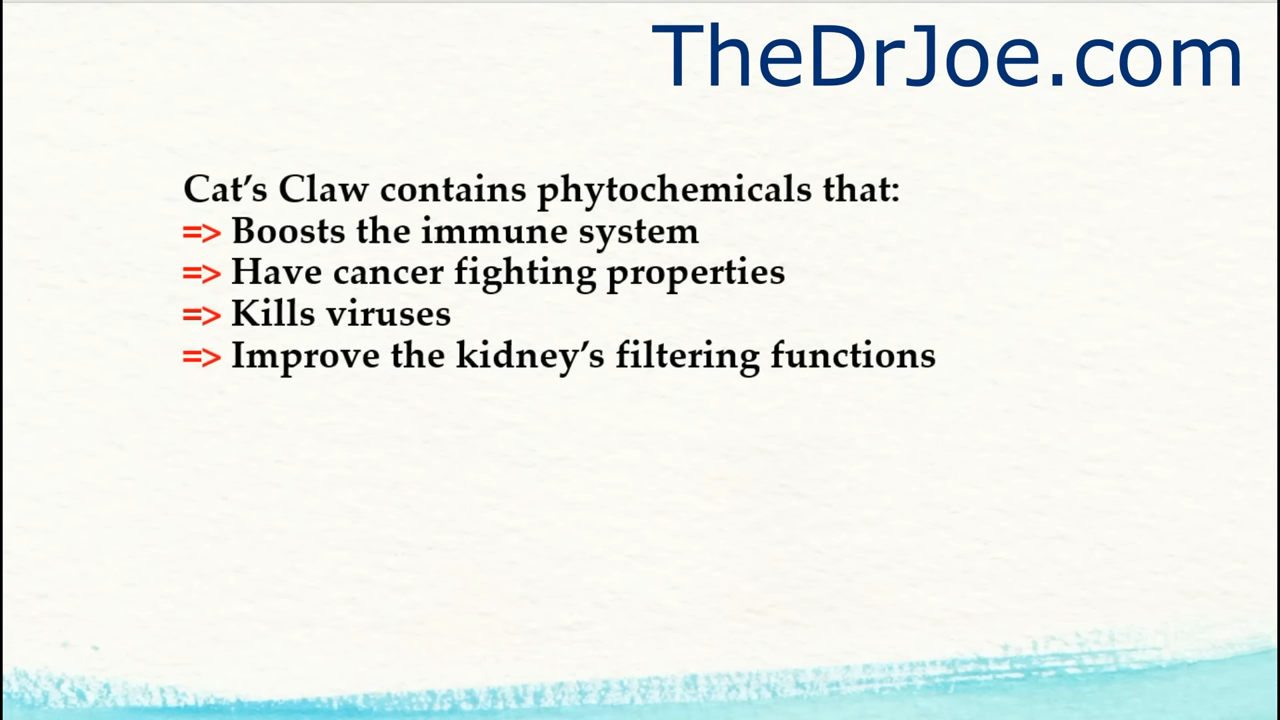 TheDrJoe.com
Cat’s Claw contains phytochemicals that:
=> Boosts the immune system
=> Have cancer fighting properties
=> Kills viruses
=> Improve the kidney’s filtering functions